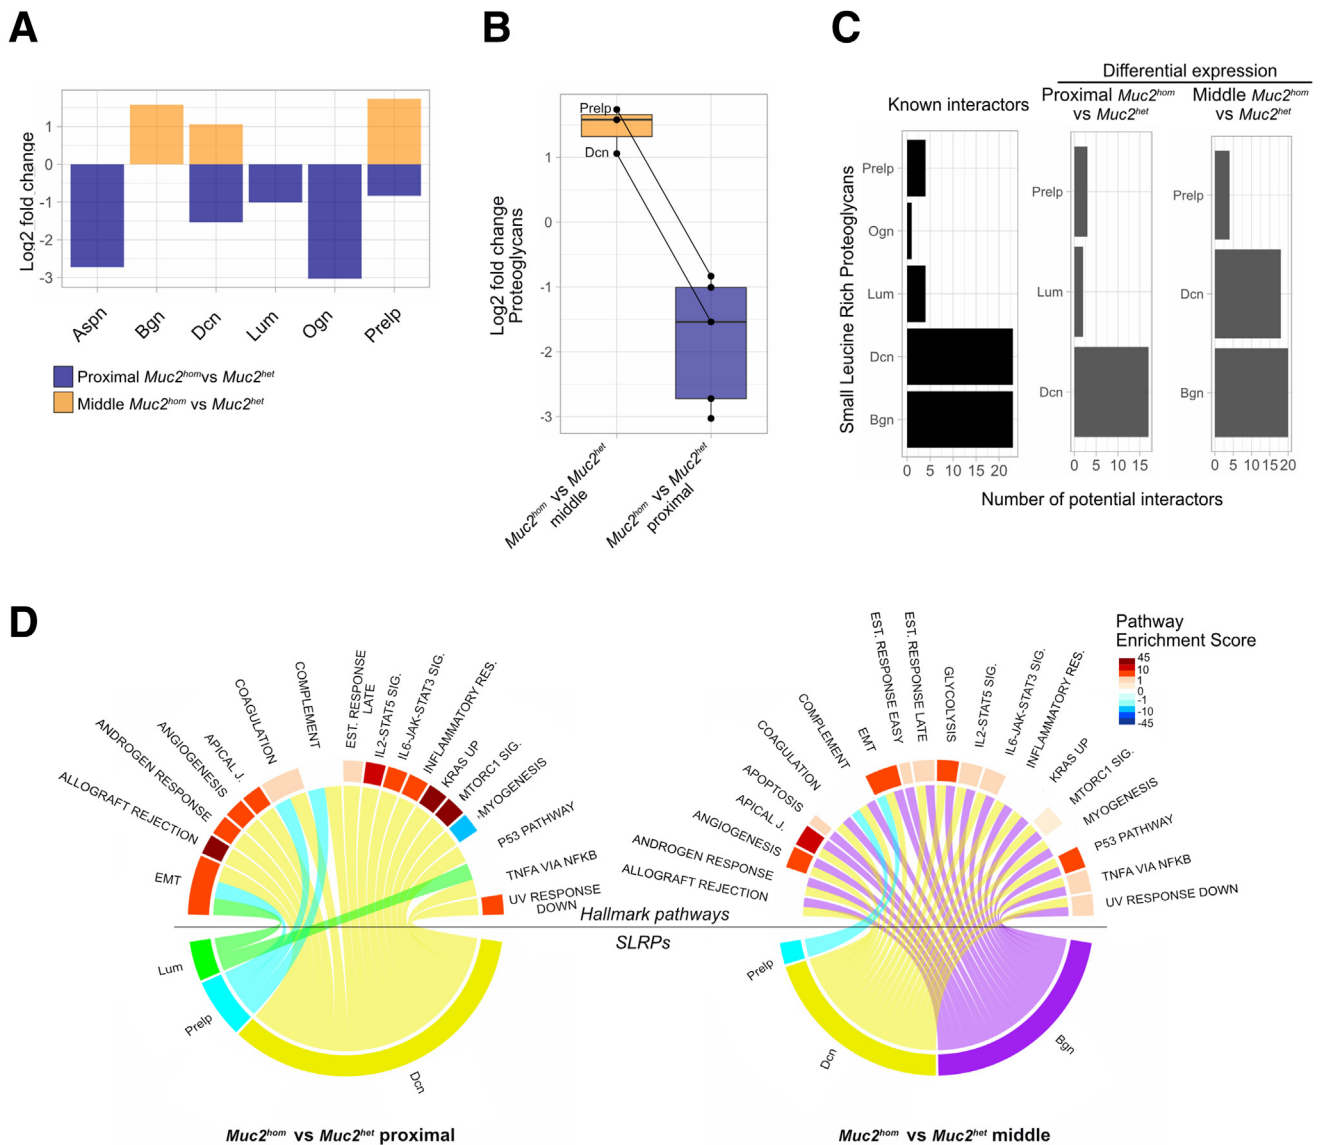 A
B
C
Log2 fold change
1
0
-1
-2
-3
Aspn
Bgn
Dcn
Lum
Ogn
Prelp
Proximal Muc2homvs Muc2het
Middle Muc2hom vs Muc2het
Log2 fold change
Proteoglycans
1
0
-1
-2
-3
Prelp
Dcn
Muc2hom vs Muc2het
middle
Muc2hom vs Muc2het
proximal
Differential expression
Known interactors
Proximal Muc2hom
vs Muc2het
Middle Muc2hom
vs Muc2het
Small Leucine Rich Proteoglycans
Prelp
Ogn
Lum
Dcn
Bgn
0 5 10 15 20
Prelp
Lum
Dcn
0 5 10 15
Prelp
Dcn
Bgn
0 5 10 15 20
Number of potential interactors
D
EMT
ALLOGRAFT REJECTION
ANDROGEN RESPONSE
ANGIOGENESIS
APICAL J.
COAGULATION
COMPLEMENT
EST. RESPONSE
LATE
IL2-STAT5 SIG.
IL6-JAK-STAT3 SIG.
INFLAMMATORY RES.
KRAS UP
MTORC1 SIG.
MYOGENESIS
P53 PATHWAY
TNFA VIA NFKB
UV RESPONSE
DOWN
Hallmark pathways
SLRPs
Lum
Prelp
Dcn
Muc2hom vs Muc2het proximal
ALLOGRAFT REJECTION
ANDROGEN RESPONSE
ANGIOGENESIS
APICAL J.
APOPTOSIS
COAGULATION
COMPLEMENT
EMT
EST. RESPONSE EASY
EST. RESPONSE LATE
GLYCOLYSIS
IL2-STAT5 SIG.
IL6-JAK-STAT3 SIG.
INFLAMMATORY RES.
KRAS UP
MTORC1 SIG.
MYOGENESIS
P53 PATHWAY
TNFA VIA NFKB
UV RESPONSE DOWN
Prelp
Dcn
Bgn
Muc2hom vs Muc2het middle
Pathway
Enrichment Score
45
10
1
0
-1
-10
-45